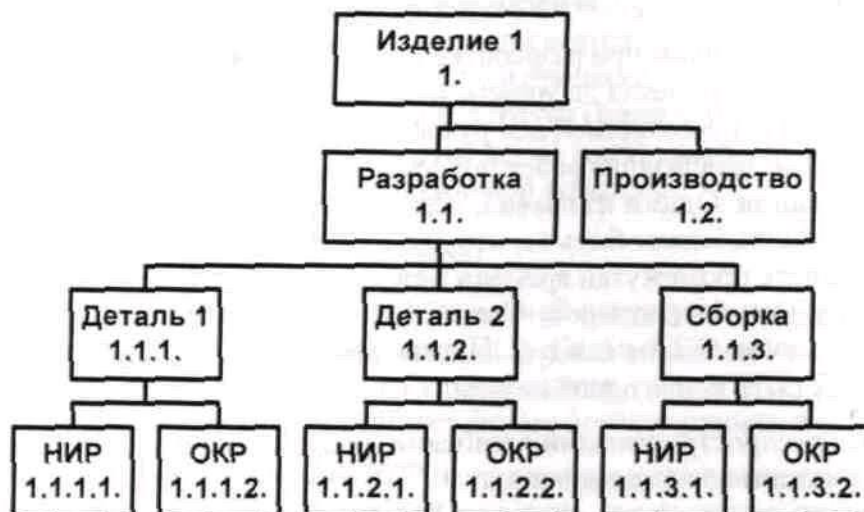 Изделие 1
1.
Разработка
1.1.
Производство
1.2.
Деталь 1
1.1.1.
Деталь 2
1.1.2.
Сборка
1.1.3.
НИР
1.1.1.1.
ОКР
1.1.1.2.
НИР
1.1.2.1.
ОКР
1.1.2.2.
НИР
1.1.3.1.
ОКР
1.1.3.2.